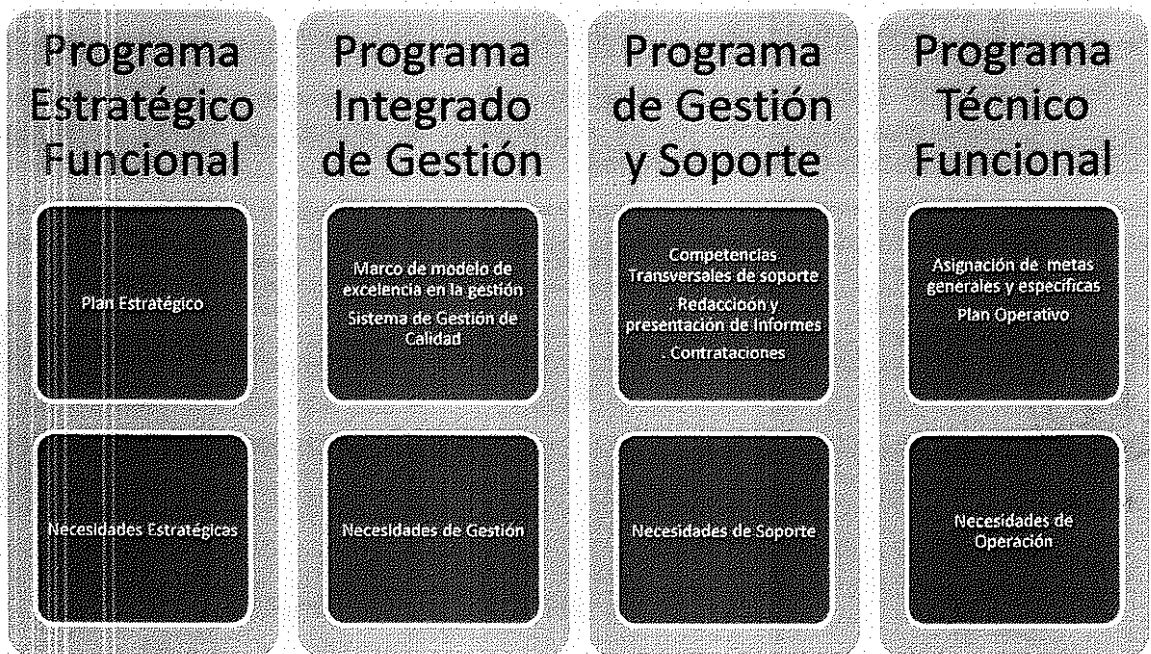 Programa
Estratégico
Funcional
Plan Estratégico
Necesidades Estratégicas
Programa
Integrado
de Gestión
Marco de modelo de
excelencia en la gestión
Sistema de Gestión de
Calidad
Necesidades de Gestión
Programa
de Gestión
y Soporte
Competencias
Transversales de soporte
. Redaccióon y
presentación de Informes
. Contrataciones
Necesidades de Soporte
Programa
Técnico
Funcional
Asignación de metas
generales y específicas
Plan Operativo
Necesidades de
Operación